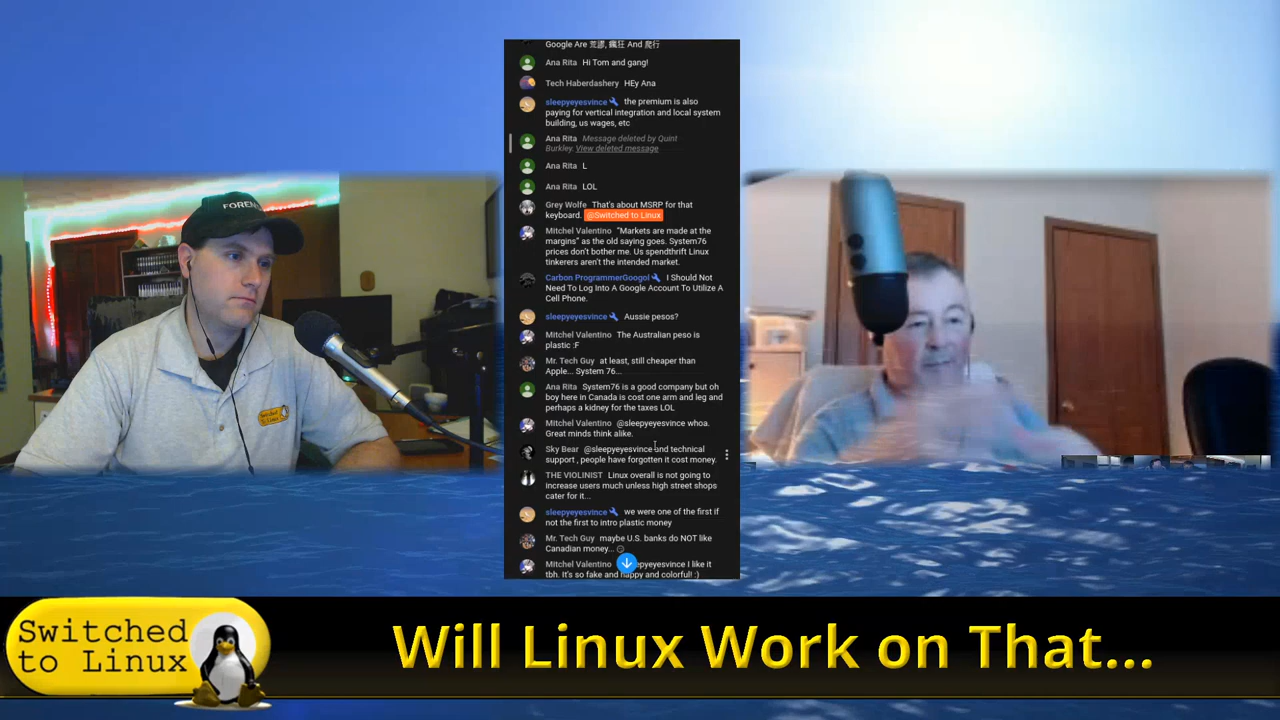 Google Are 荒謬, 瘋狂 And 爬行
Ana Rita Hi Tom and gang!
Tech Haberdashery HEy Ana
sleepyeyesvince the premium is also
paying for vertical integration and local system
building, us wages, etc
Ana Rita Message deleted by Quint
Burkley. View deleted message
Ana Rita L
Ana Rita LOL
Grey Wolfe That's about MSRP for that
keyboard. @Switched to Linux
Mitchel Valentino "Markets are made at the
margins" as the old saying goes. System76
prices don't bother me. Us spendthrift Linux
tinkerers aren't the intended market.
Carbon ProgrammerGoogol I Should Not
Need To Log Into A Google Account To Utilize A
Cell Phone.
sleepyeyesvince Aussie pesos?
Mitchel Valentino The Australian peso is
plastic :F
Mr. Tech Guy at least, still cheaper than
Apple... System 76...
Ana Rita System76 is a good company but oh
boy here in Canada is cost one arm and leg and
perhaps a kidney for the taxes LOL
Mitchel Valentino @sleepyeyesvince whoa.
Great minds think alike.
Sky Bear @sleepyeyesvince and technical
support , people have forgotten it cost money.
THE VIOLINIST Linux overall is not going to
increase users much unless high street shops
cater for it...
sleepyeyesvince we were one of the first if
not the first to intro plastic money
Mr. Tech Guy maybe U.S. banks do NOT like
Canadian money...
Mitchel Valentino epyeyesvince I like it
tbh. It's so fake and happy and colorful! :)
FOREN
Switched
to Linux
Switched
to Linux
Will Linux Work on That...